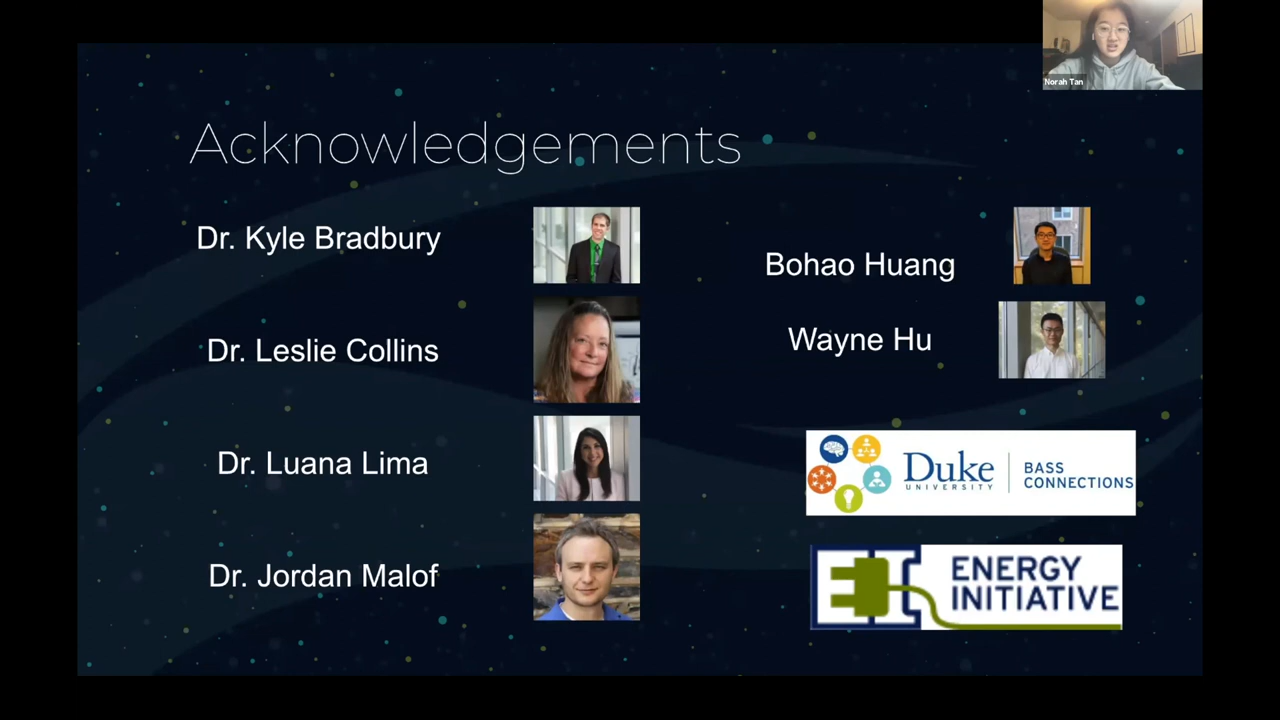 Norah Tan
Acknowledgements
Dr. Kyle Bradbury
Dr. Leslie Collins
Dr. Luana Lima
Dr. Jordan Malof
Bohao Huang
Wayne Hu
Duke
UNIVERSITY
BASS
CONNECTIONS
EI
ENERGY
INITIATIVE